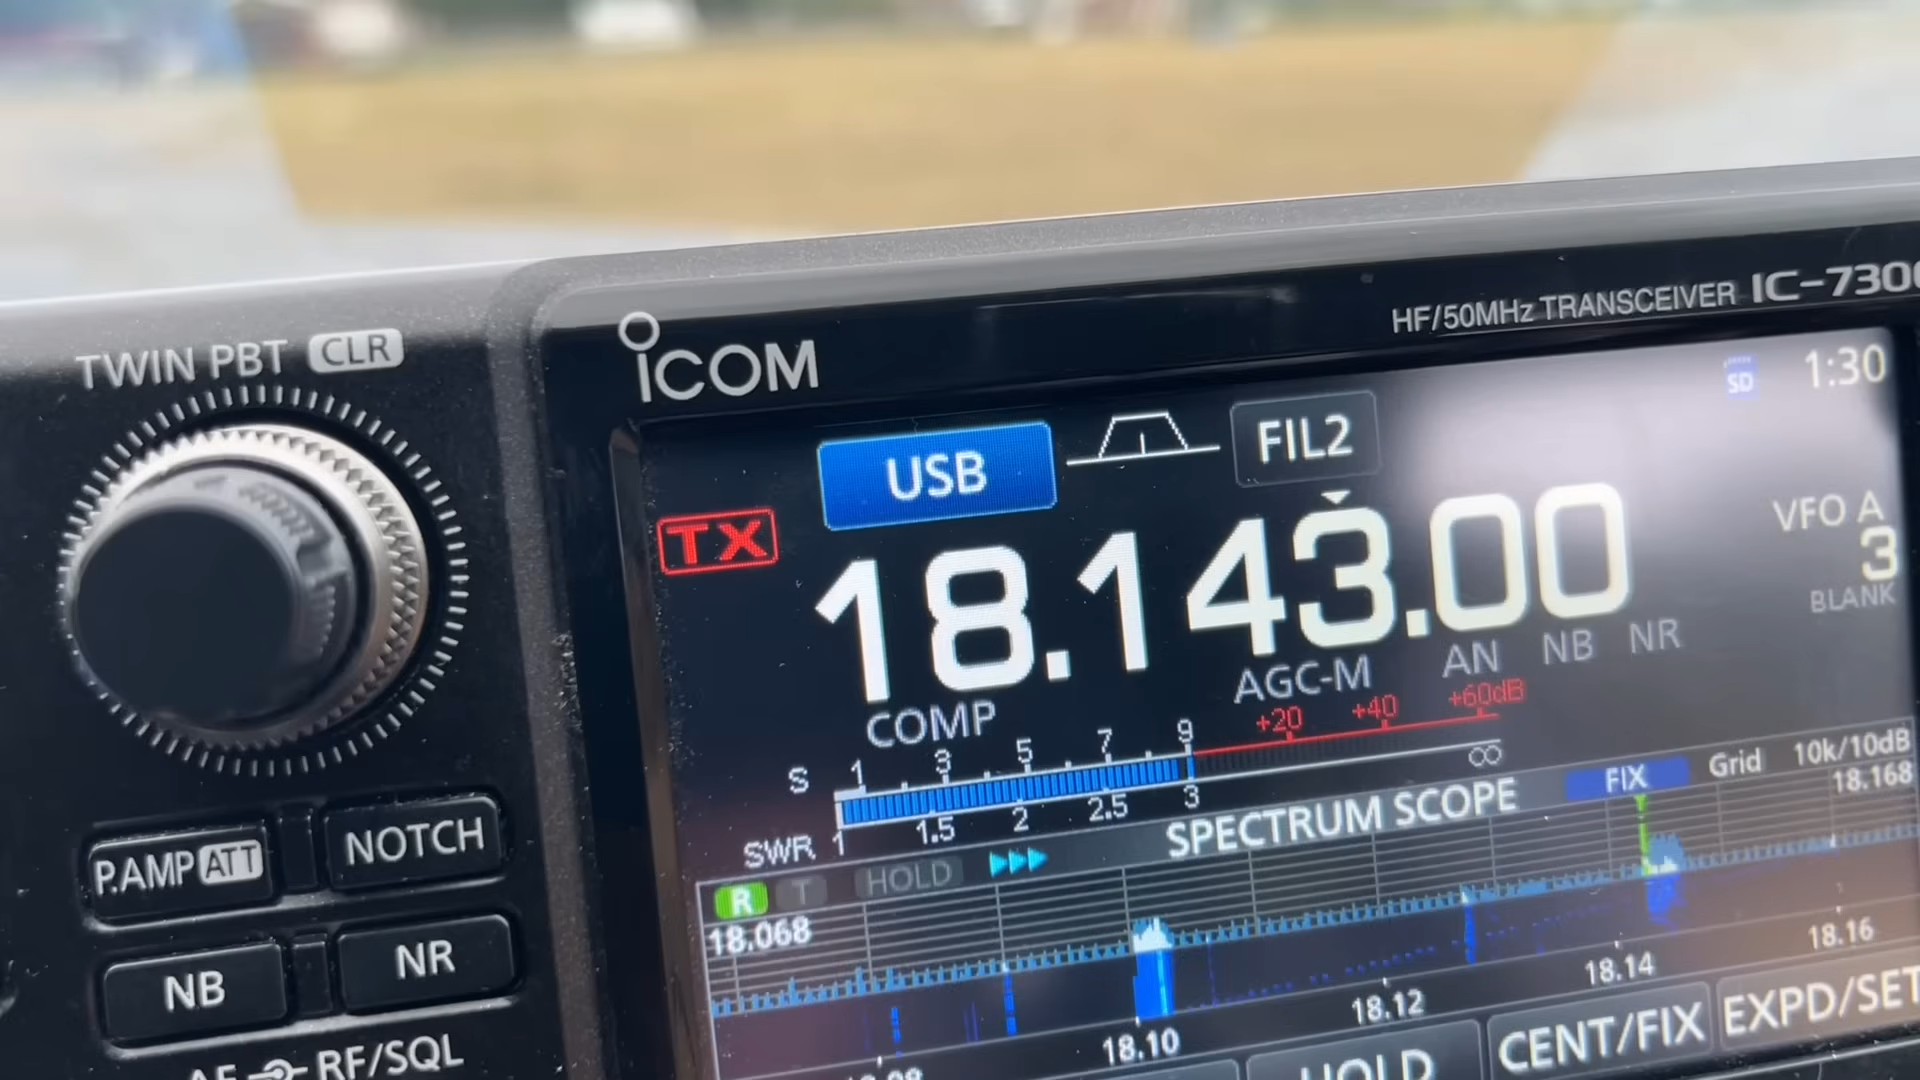 HF/50MHz TRANSCEIVER IC-730
TWIN PBT CLR
ICOM
SD 1:30
USB FIL2
TX
18.143.00
VFO A
3
BLANK
COMP AGC-M AN NB NR
S 1 3 5 7 9 +20 +40 +60dB
SWR 1 1.5 2 2.5 3 ∞
SPECTRUM SCOPE FIX Grid 10k/10dB
R T HOLD
18.068 18.168
18.10 18.12 18.14 18.16
HOLD CENT/FIX EXPD/SET
P.AMP ATT NOTCH
NB NR
AF RF/SQL